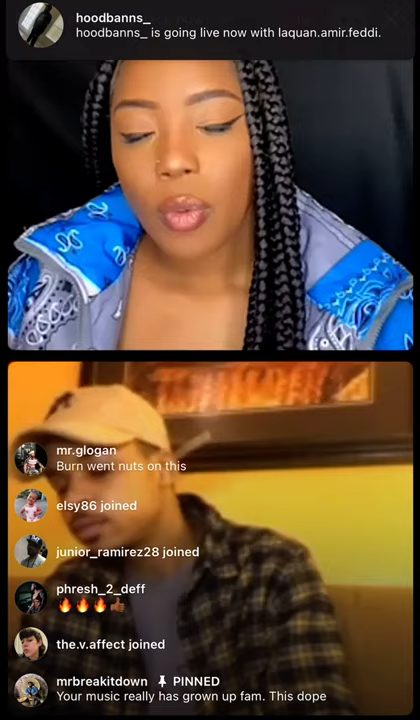 hoodbanns_
hoodbanns_ is going live now with laquan.amir.feddi.
mr.glogan
Burn went nuts on this
elsy86 joined
junior_ramirez28 joined
phresh_2_deff
🔥🔥🔥👍🏾
the.v.affect joined
mrbreakitdown 📌 PINNED
Your music really has grown up fam. This dope